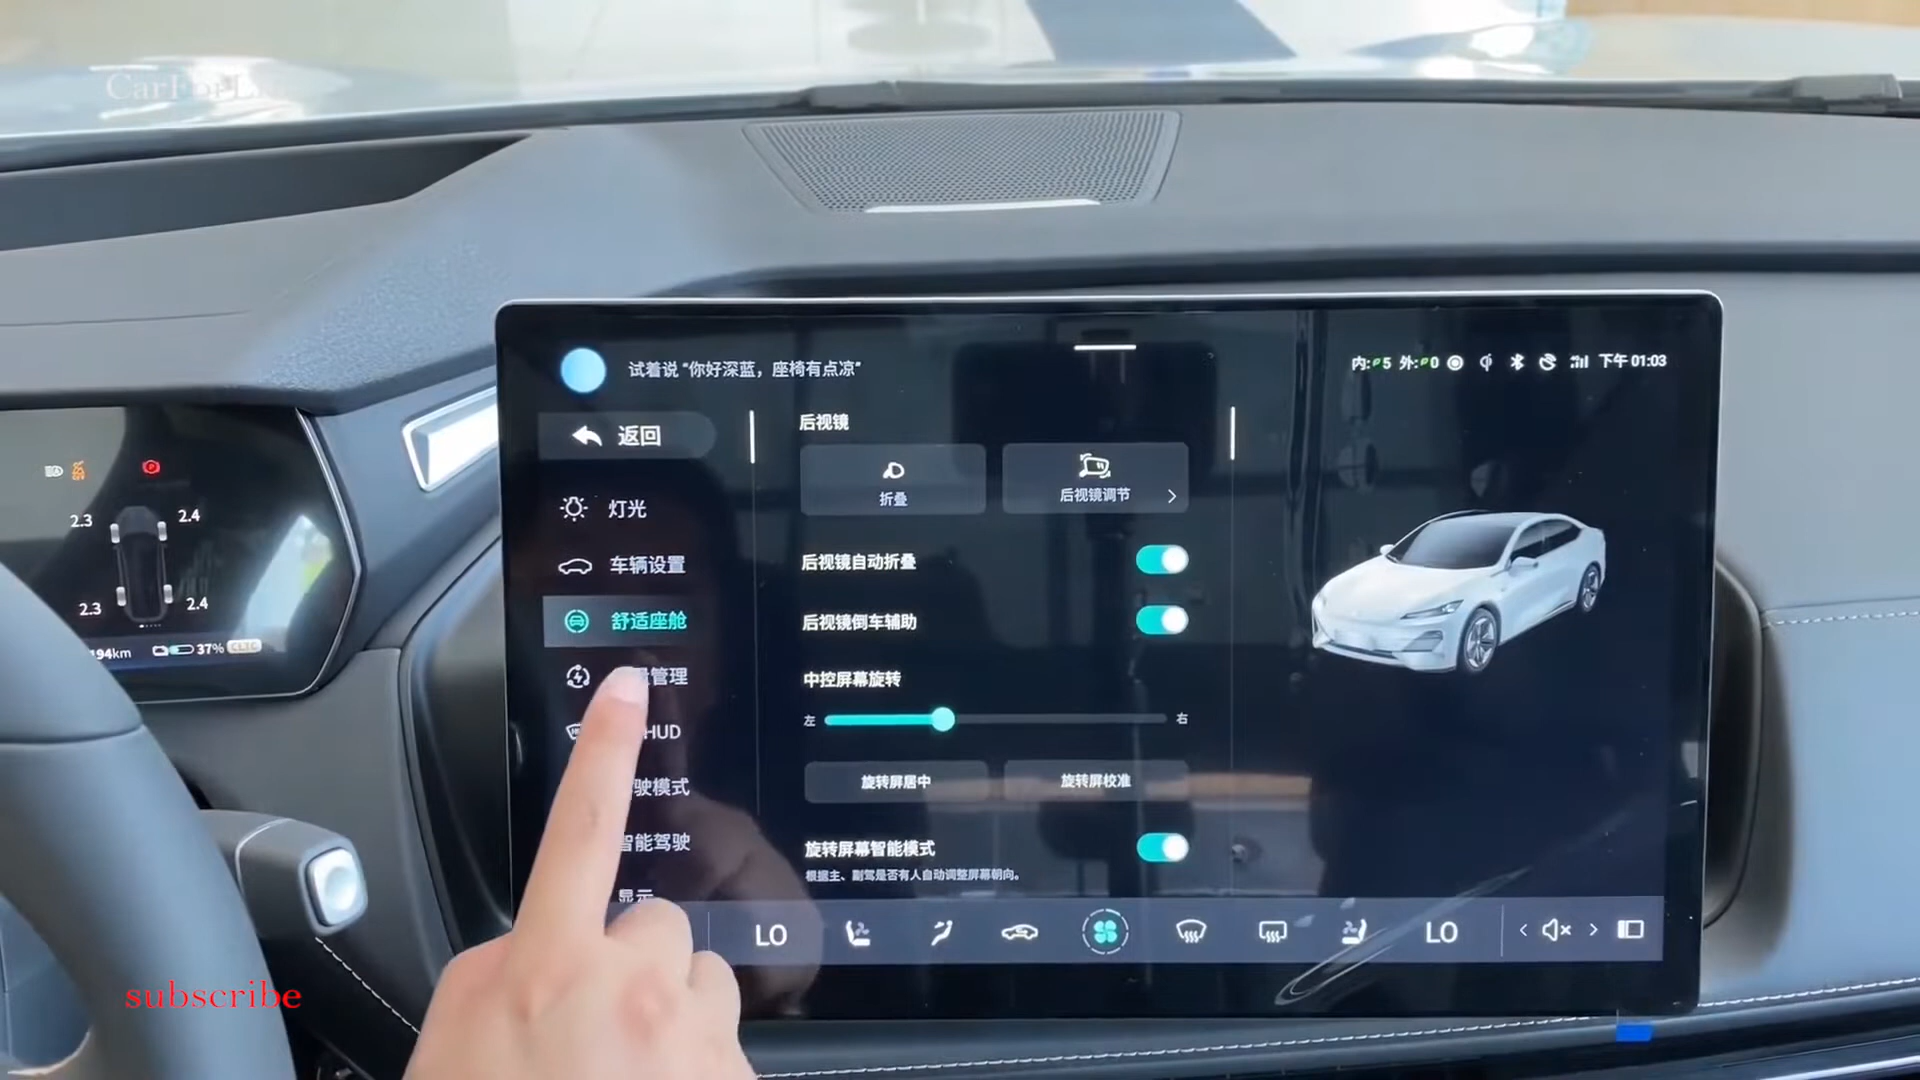 CarForL
试着说“你好深蓝，座椅有点凉”
内: 5 外: 0
下午 01:03
返回
灯光
车辆设置
舒适座舱
管理
HUD
驶模式
智能驾驶
显示
后视镜
折叠
后视镜调节
后视镜自动折叠
后视镜倒车辅助
中控屏幕旋转
左
右
旋转屏居中
旋转屏校准
旋转屏幕智能模式
根据主、副驾是否有人自动调整屏幕朝向。
LO
LO
2.3
2.4
2.3
2.4
194km
37%
CLTC
subscribe